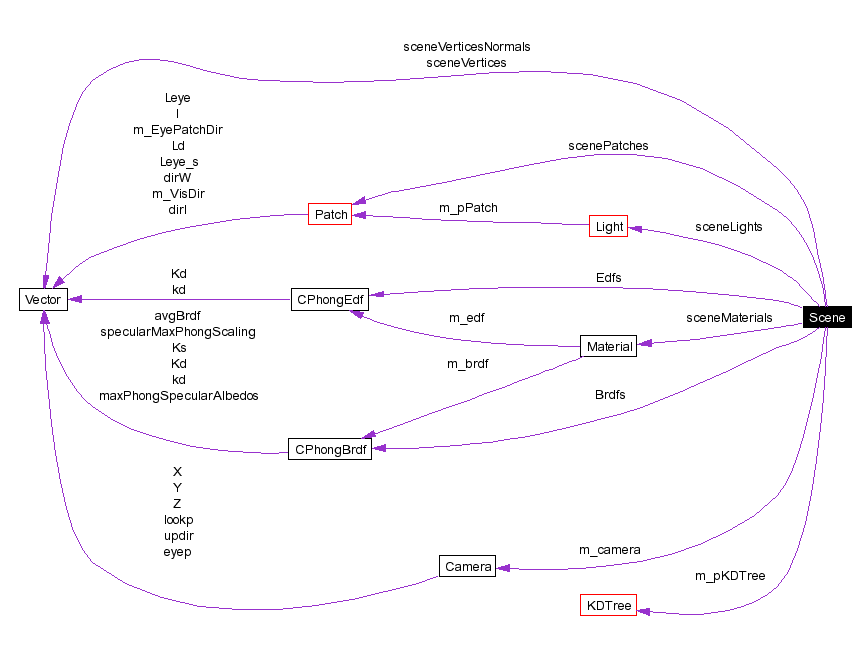 sceneVerticesNormals
sceneVertices
Leye
l
m_EyePatchDir
Ld
Leye_s
dirW
m_VisDir
dirl
scenePatches
Patch
m_pPatch
Light
sceneLights
Kd
kd
Edfs
Vector
CPhongEdf
Scene
avgBrdf
specularMaxPhongScaling
Ks
Kd
kd
maxPhongSpecularAlbedos
m_edf
sceneMaterials
Material
m_brdf
Brdfs
CPhongBrdf
X
Y
Z
lookp
updir
eyep
m_camera
Camera
m_pKDTree
KDTree